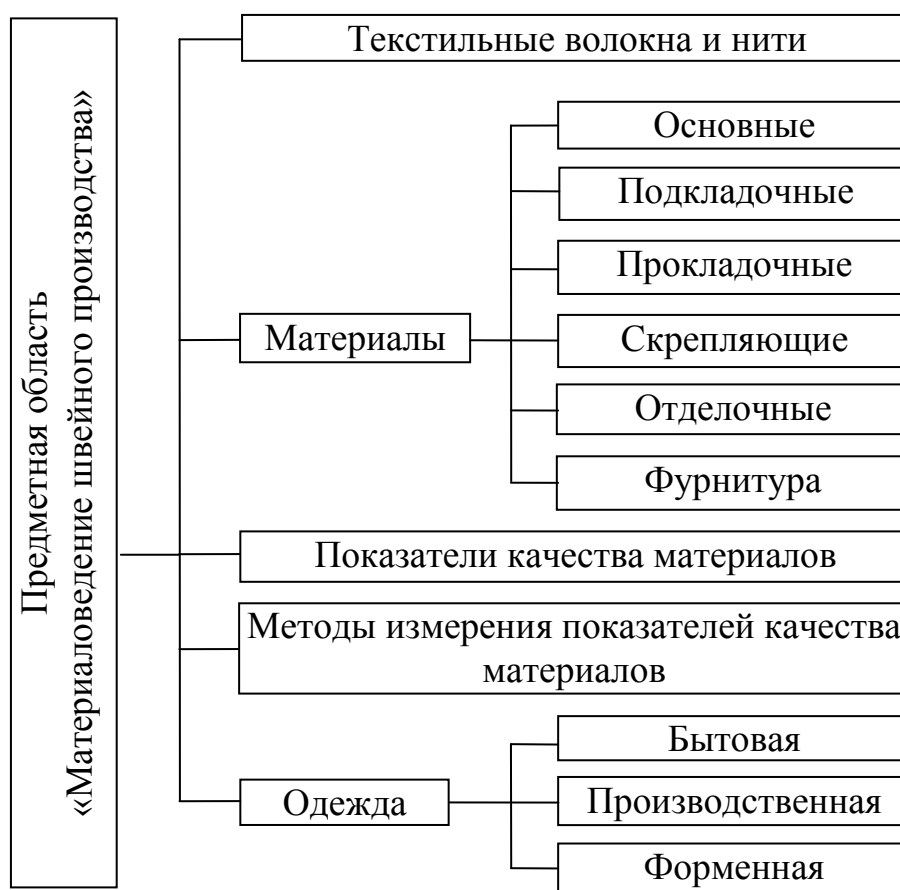 Предметная область
«Материаловедение швейного производства»
Текстильные волокна и нити
Материалы
Основные
Подкладочные
Прокладочные
Скрепляющие
Отделочные
Фурнитура
Показатели качества материалов
Методы измерения показателей качества
материалов
Одежда
Бытовая
Производственная
Форменная